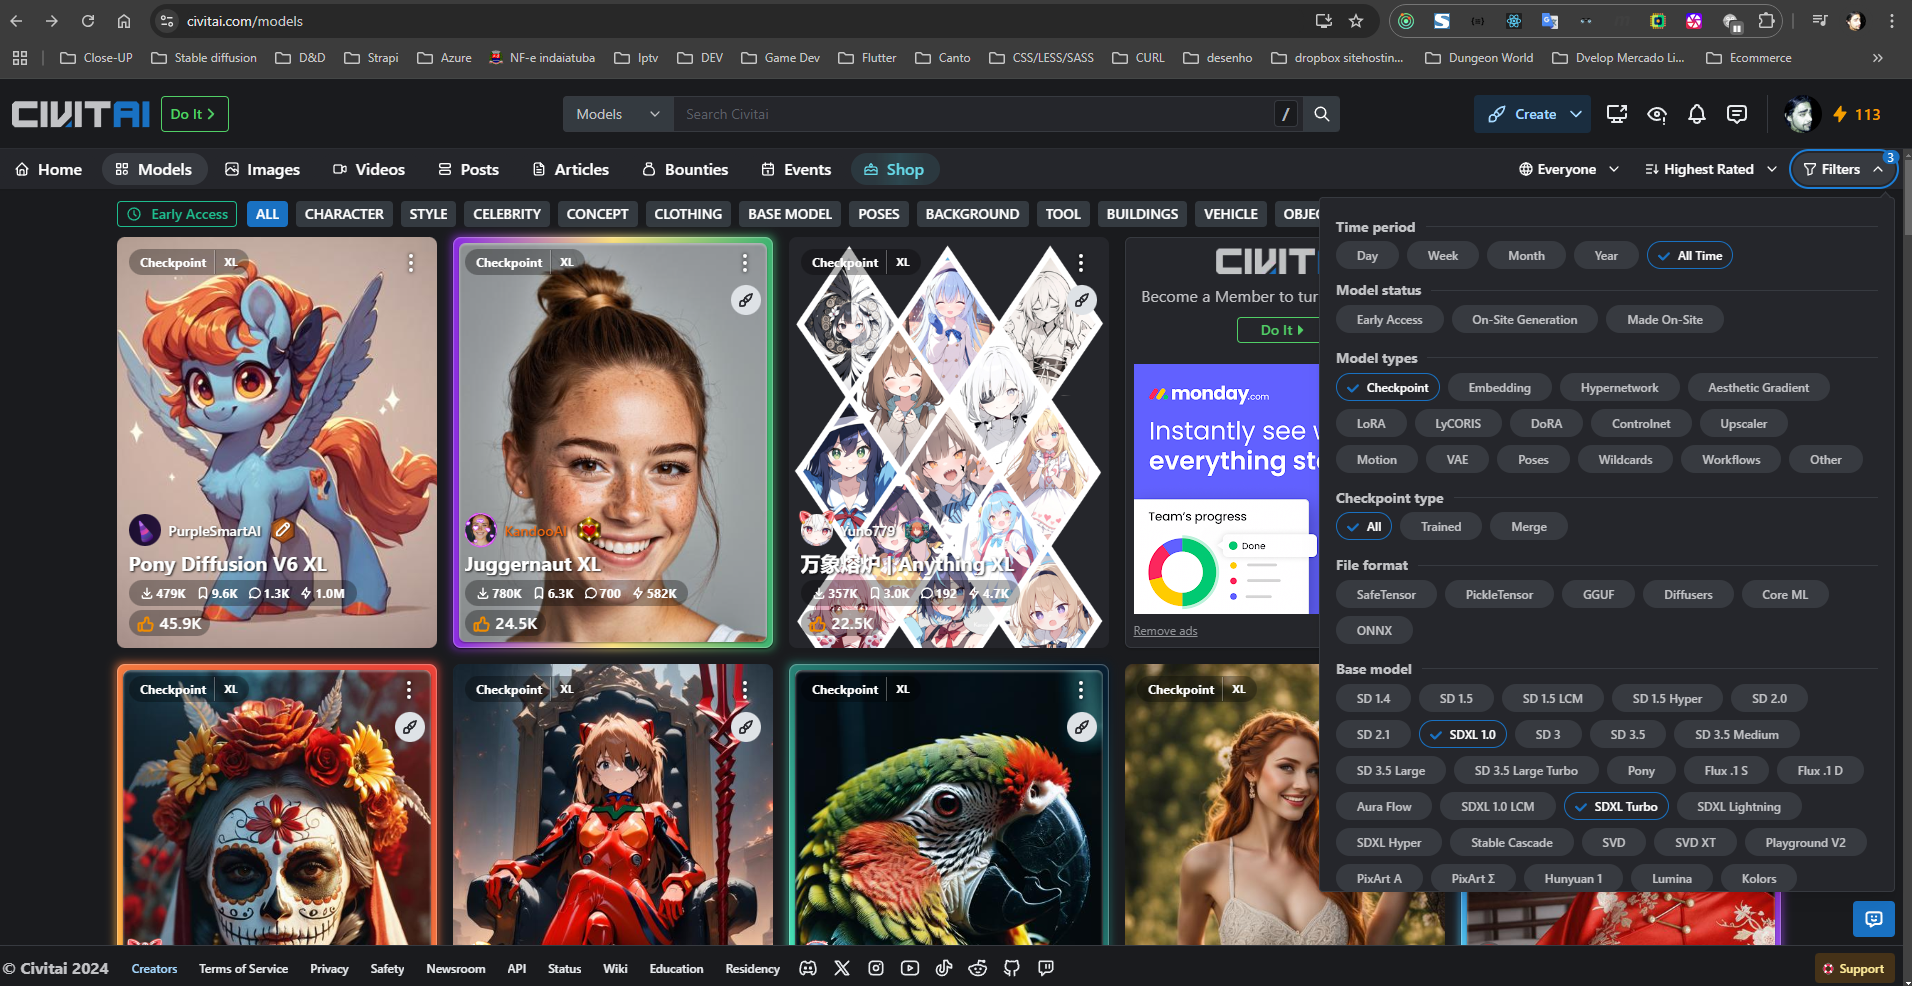 civitai.com/models
Close-UP
Stable diffusion
D&D
Strapi
Azure
NF-e indaiatuba
Iptv
DEV
Game Dev
Flutter
Canto
CSS/LESS/SASS
CURL
desenho
dropbox sitehostin...
Dungeon World
Dvelop Mercado Li...
Ecommerce
CIVITAI
Do It
Models
Search Civitai
/
Create
113
Home
Models
Images
Videos
Posts
Articles
Bounties
Events
Shop
Everyone
Highest Rated
Filters
3
Early Access
ALL
CHARACTER
STYLE
CELEBRITY
CONCEPT
CLOTHING
BASE MODEL
POSES
BACKGROUND
TOOL
BUILDINGS
VEHICLE
OBJE
Checkpoint XL
PurpleSmartAI
Pony Diffusion V6 XL
479K 9.6K 1.3K 1.0M
45.9K
Checkpoint XL
KandooAI
Juggernaut XL
780K 6.3K 700 582K
24.5K
Checkpoint XL
Yuno779
万象熔炉 | Anything XL
357K 3.0K 192 4.7K
22.5K
CIVIT
Become a Member to tur
Do It
monday.com
Instantly see
everything st
Team's progress
Done
Remove ads
Checkpoint XL
Checkpoint XL
Checkpoint XL
Checkpoint XL
Time period
Day
Week
Month
Year
All Time
Model status
Early Access
On-Site Generation
Made On-Site
Model types
Checkpoint
Embedding
Hypernetwork
Aesthetic Gradient
LoRA
LyCORIS
DoRA
Controlnet
Upscaler
Motion
VAE
Poses
Wildcards
Workflows
Other
Checkpoint type
All
Trained
Merge
File format
SafeTensor
PickleTensor
GGUF
Diffusers
Core ML
ONNX
Base model
SD 1.4
SD 1.5
SD 1.5 LCM
SD 1.5 Hyper
SD 2.0
SD 2.1
SDXL 1.0
SD 3
SD 3.5
SD 3.5 Medium
SD 3.5 Large
SD 3.5 Large Turbo
Pony
Flux .1 S
Flux .1 D
Aura Flow
SDXL 1.0 LCM
SDXL Turbo
SDXL Lightning
SDXL Hyper
Stable Cascade
SVD
SVD XT
Playground V2
PixArt A
PixArt Σ
Hunyuan 1
Lumina
Kolors
© Civitai 2024
Creators
Terms of Service
Privacy
Safety
Newsroom
API
Status
Wiki
Education
Residency
Support